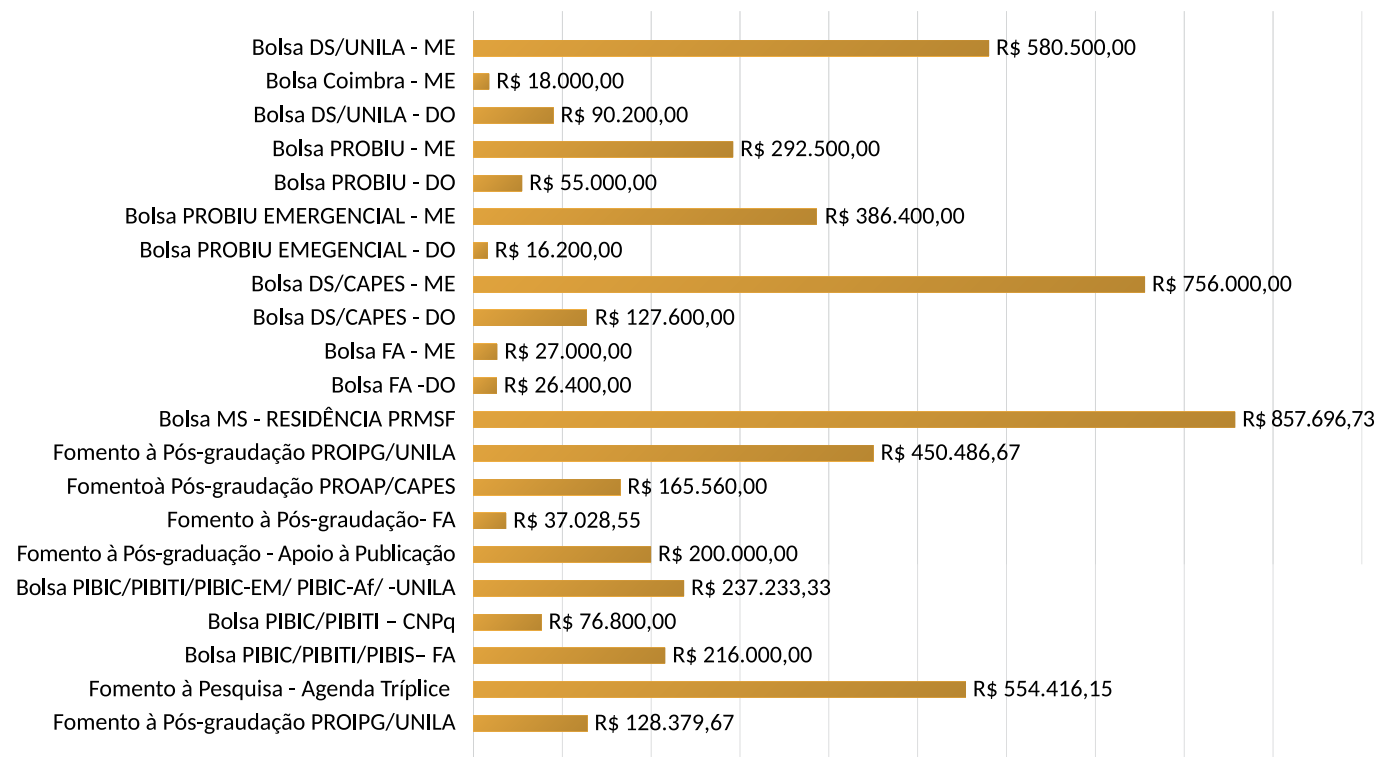 Bolsa DS/UNILA - ME R$ 580.500,00
Bolsa Coimbra - ME R$ 18.000,00
Bolsa DS/UNILA - DO R$ 90.200,00
Bolsa PROBIU - ME R$ 292.500,00
Bolsa PROBIU - DO R$ 55.000,00
Bolsa PROBIU EMERGENCIAL - ME R$ 386.400,00
Bolsa PROBIU EMEGENCIAL - DO R$ 16.200,00
Bolsa DS/CAPES - ME R$ 756.000,00
Bolsa DS/CAPES - DO R$ 127.600,00
Bolsa FA - ME R$ 27.000,00
Bolsa FA -DO R$ 26.400,00
Bolsa MS - RESIDÊNCIA PRMSF R$ 857.696,73
Fomento à Pós-graudação PROIPG/UNILA R$ 450.486,67
Fomentoà Pós-graudação PROAP/CAPES R$ 165.560,00
Fomento à Pós-graudação- FA R$ 37.028,55
Fomento à Pós-graduação - Apoio à Publicação R$ 200.000,00
Bolsa PIBIC/PIBITI/PIBIC-EM/ PIBIC-Af/ -UNILA R$ 237.233,33
Bolsa PIBIC/PIBITI – CNPq R$ 76.800,00
Bolsa PIBIC/PIBITI/PIBIS– FA R$ 216.000,00
Fomento à Pesquisa - Agenda Tríplice R$ 554.416,15
Fomento à Pós-graudação PROIPG/UNILA R$ 128.379,67